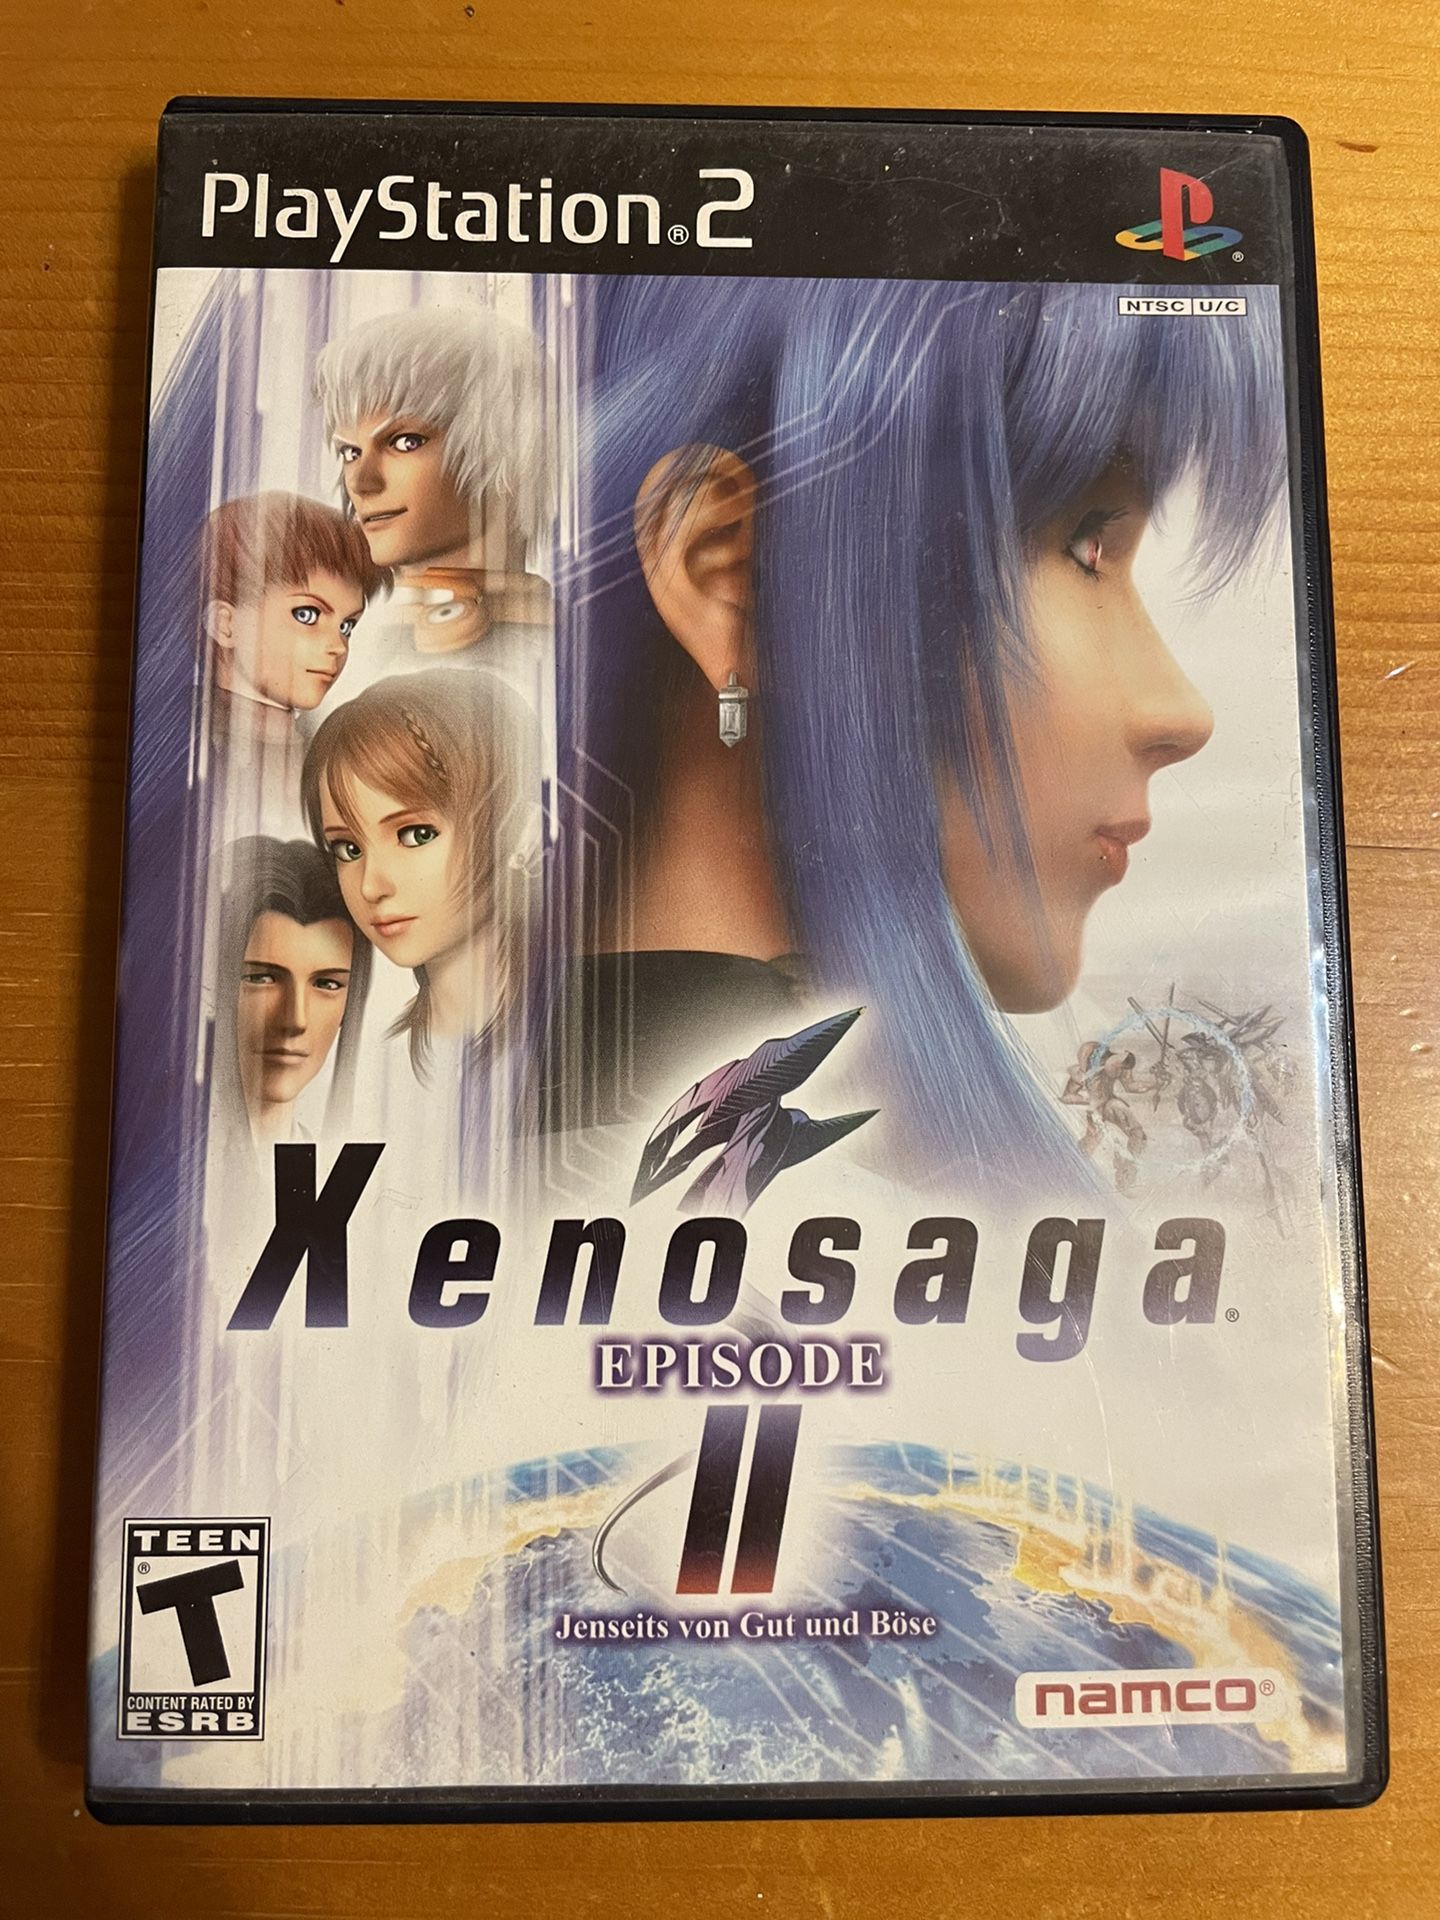 PlayStation®2
NTSC U/C
Xenosaga®
EPISODE
II
Jenseits von Gut und Böse
TEEN
T
CONTENT RATED BY
ESRB
namco®